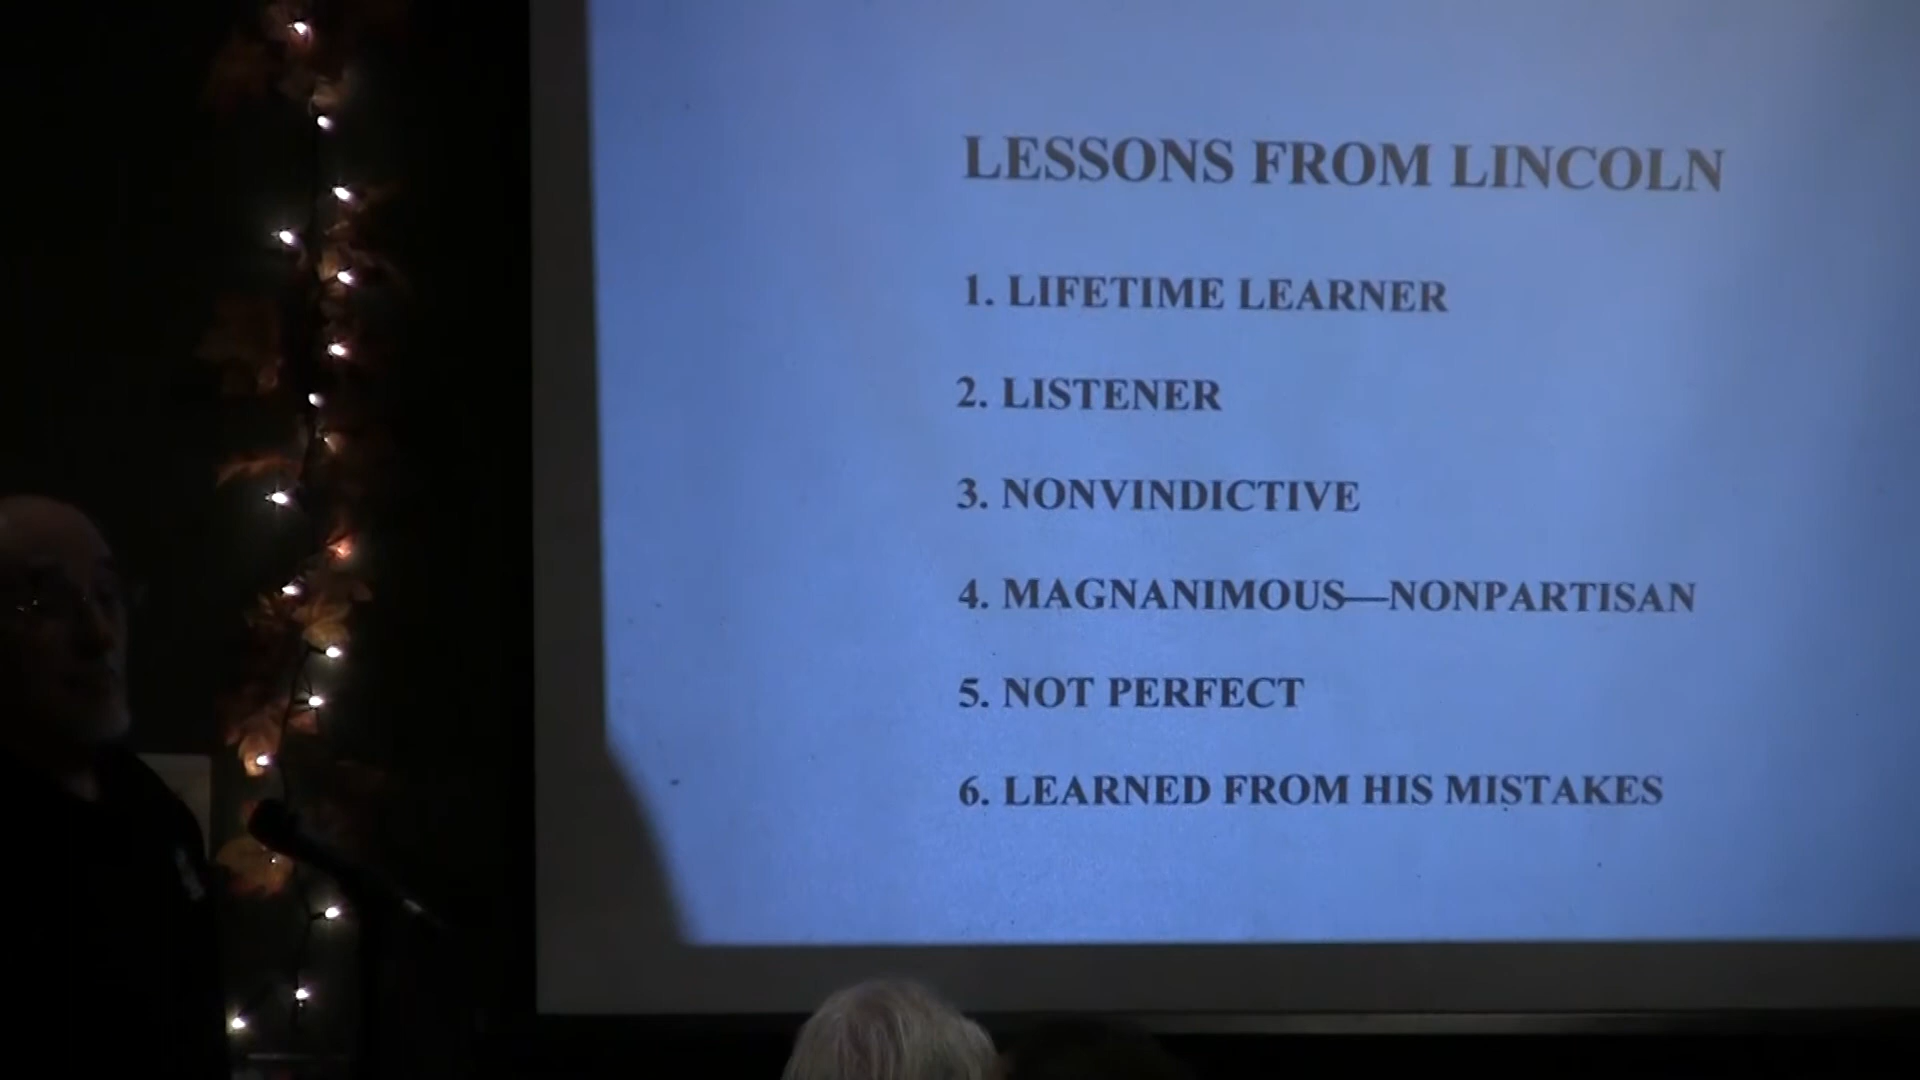 LESSONS FROM LINCOLN
1. LIFETIME LEARNER
2. LISTENER
3. NONVINDICTIVE
4. MAGNANIMOUS—NONPARTISAN
5. NOT PERFECT
6. LEARNED FROM HIS MISTAKES